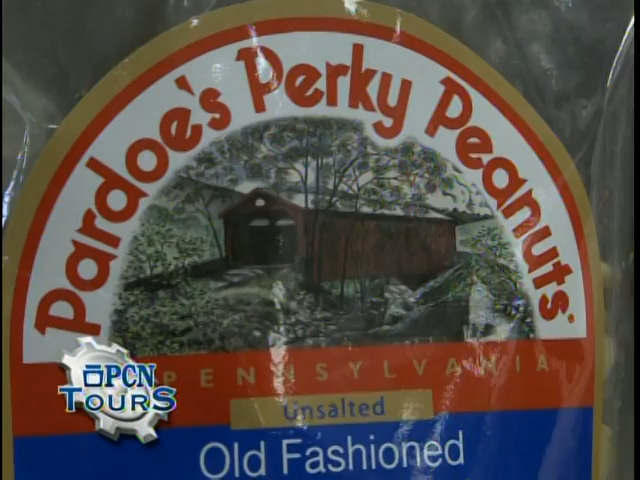 Pardoe's Perky Peanuts
PENNSYLVANIA
Unsalted
Old Fashioned
PCN
TOURS